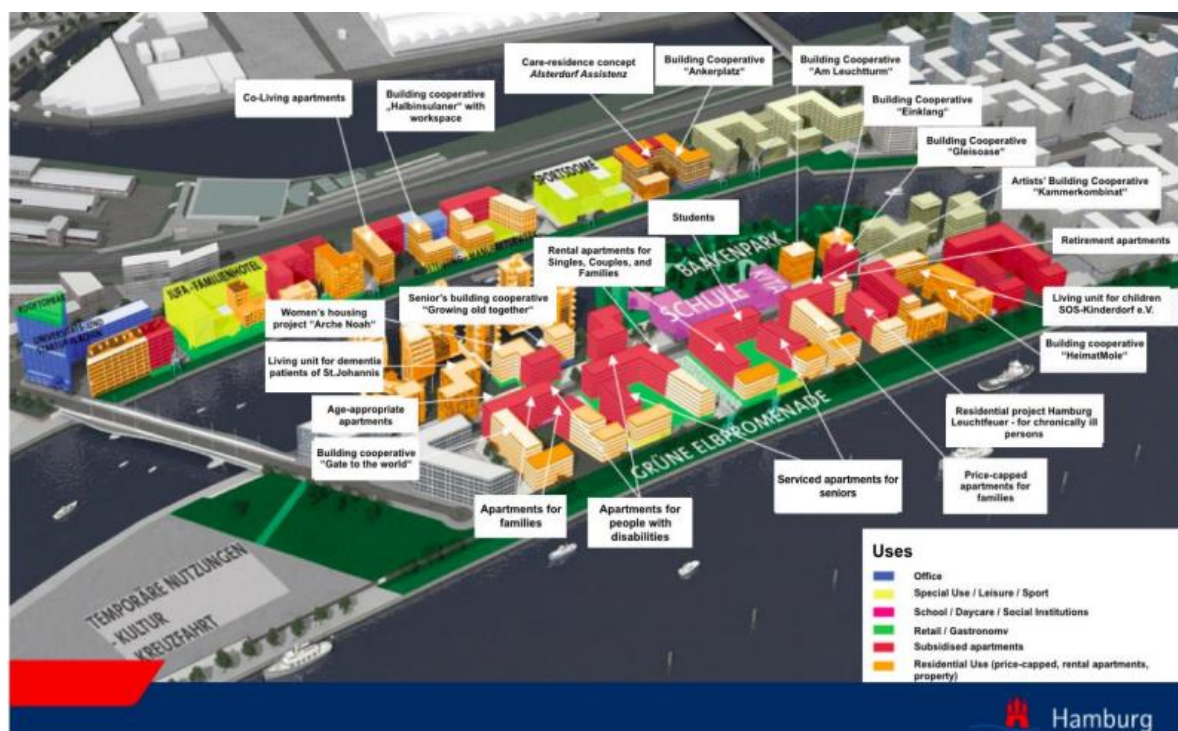 Co-Living apartments
Building cooperative
„Halbinsulaner“ with
workspace
Care-residence concept
Alsterdorf Assistenz
Building Cooperative
"Ankerplatz"
Building Cooperative
"Am Leuchtturm"
Building Cooperative
"Einklang"
Building Cooperative
"Gleisoase"
Artists' Building Cooperative
"Kammerkombinat"
Students
Retirement apartments
Rental apartments for
Singles, Couples, and
Families
Senior's building cooperative
"Growing old together"
Women's housing
project "Arche Noah"
Living unit for dementia
patients of St.Johannis
Age-appropriate
apartments
Building cooperative
"Gate to the world"
Apartments for
families
Apartments for
people with
disabilities
Serviced apartments for
seniors
Price-capped
apartments for
families
Residential project Hamburg
Leuchtfeuer - for chronically ill
persons
Building cooperative
"HeimatMole"
Living unit for children
SOS-Kinderdorf e.V.
JUFA -FAMILIENHOTEL
SPORTSDOME
BAAKENPARK
SCHULE
GRÜNE ELBPROMENADE
TEMPORÄRE NUTZUNGEN
- KULTUR
KREUZFAHRT
Uses
Office
Special Use / Leisure / Sport
School / Daycare / Social Institutions
Retail / Gastronomy
Subsidised apartments
Residential Use (price-capped, rental apartments,
property)
Hamburg